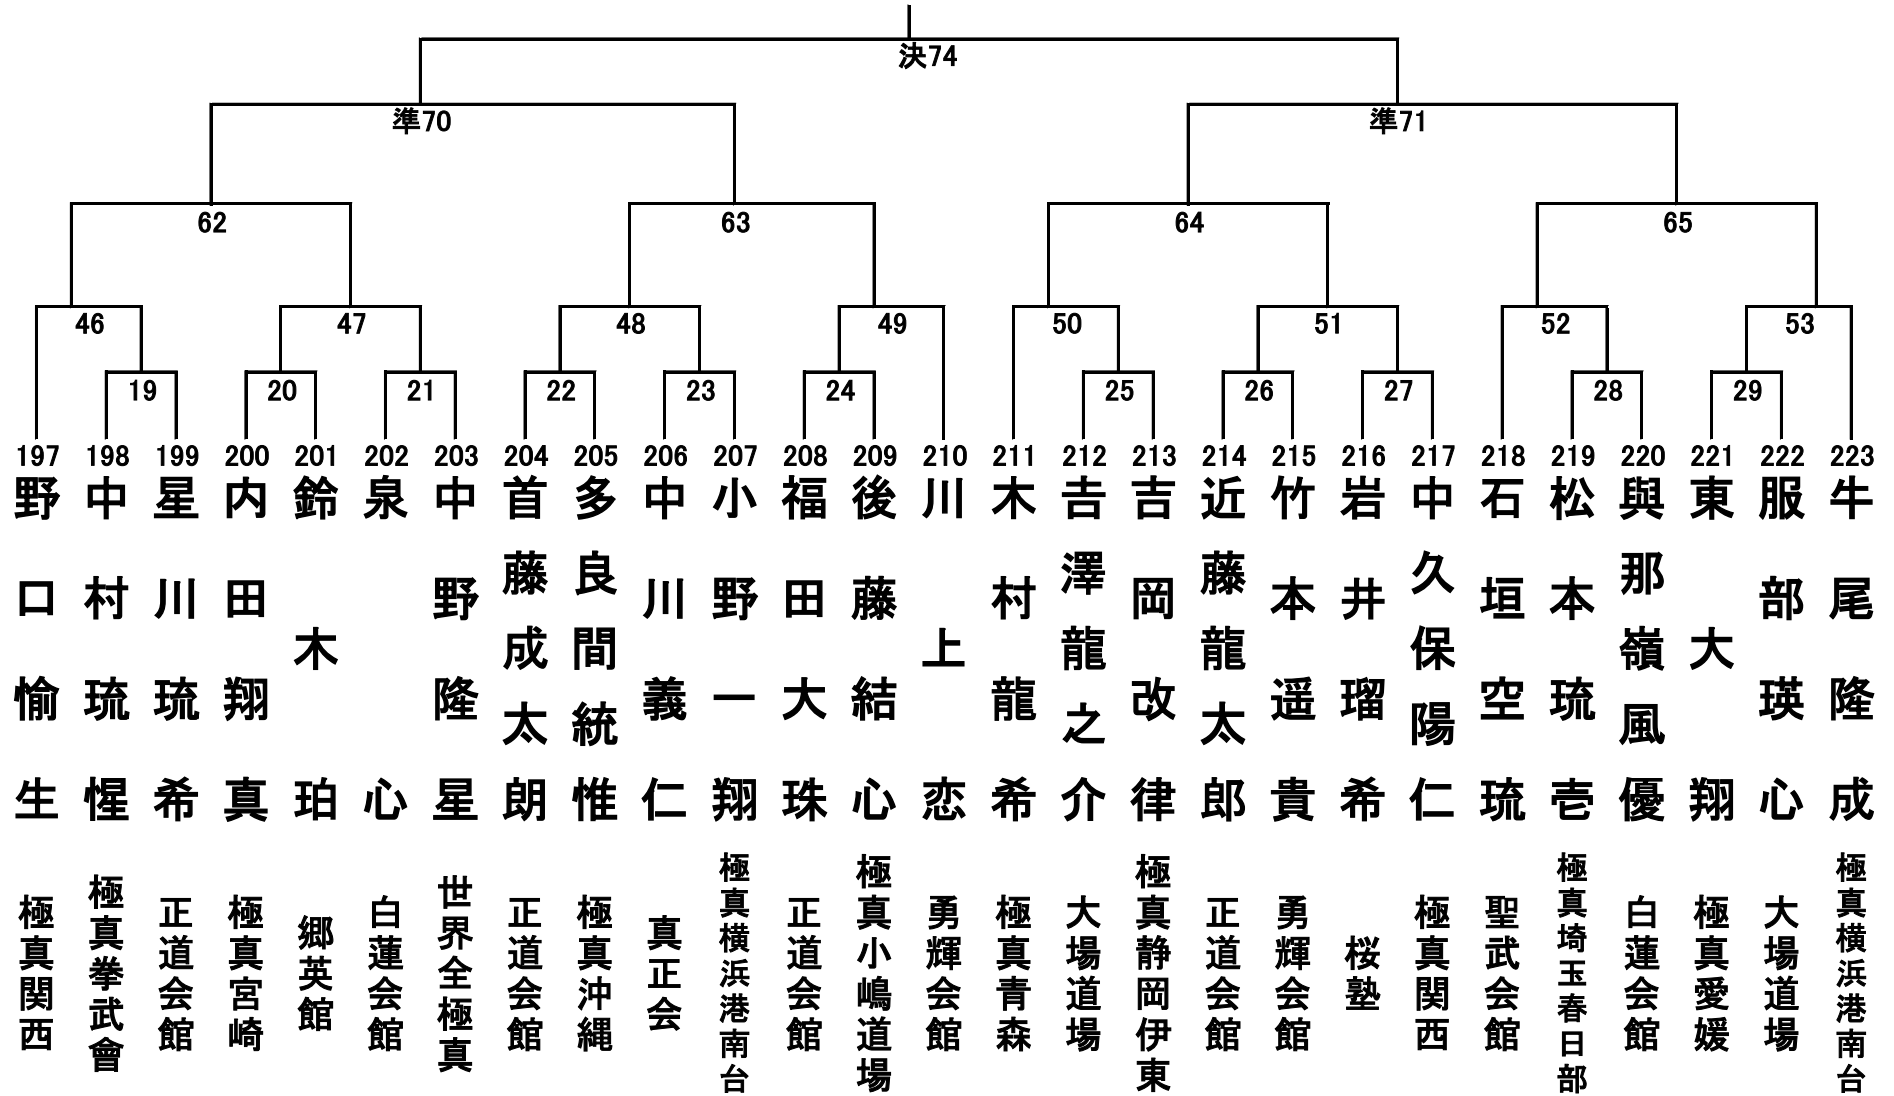 決74
準70
準71
62
63
64
65
46
47
48
49
50
51
52
53
19
20
21
22
23
24
25
26
27
28
29
197
198
199
200
201
202
203
204
205
206
207
208
209
210
211
212
213
214
215
216
217
218
219
220
221
222
223
野口愉生
中村琉惺
星川琉希
内田翔真
鈴木珀
泉心
中野隆星
首藤成太朗
多良間統惟
中川義仁
小野一翔
福田大珠
後藤結心
川上恋
木村龍希
吉澤龍之介
吉岡改律
近藤龍太郎
竹本遥貴
岩井瑠希
中久保陽仁
石垣空琉
松本琉壱
與那嶺風優
東大翔
服部瑛心
牛尾隆成
極真関西
極真拳武會
正道会館
極真宮崎
郷英館
白蓮会館
世界全極真
正道会館
極真沖縄
真正会
極真横浜港南台
正道会館
極真小嶋道場
勇輝会館
極真青森
大場道場
極真静岡伊東
正道会館
勇輝会館
桜塾
極真関西
聖武会館
極真埼玉春日部
白蓮会館
極真愛媛
大場道場
極真横浜港南台